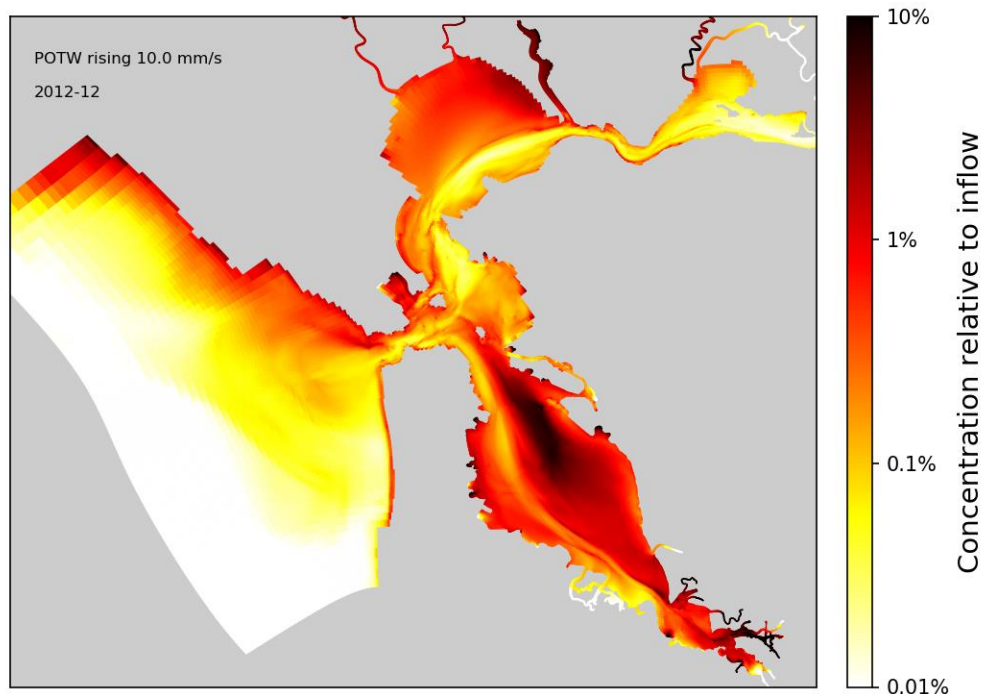 POTW rising 10.0 mm/s
2012-12
10%
1%
0.1%
0.01%
Concentration relative to inflow